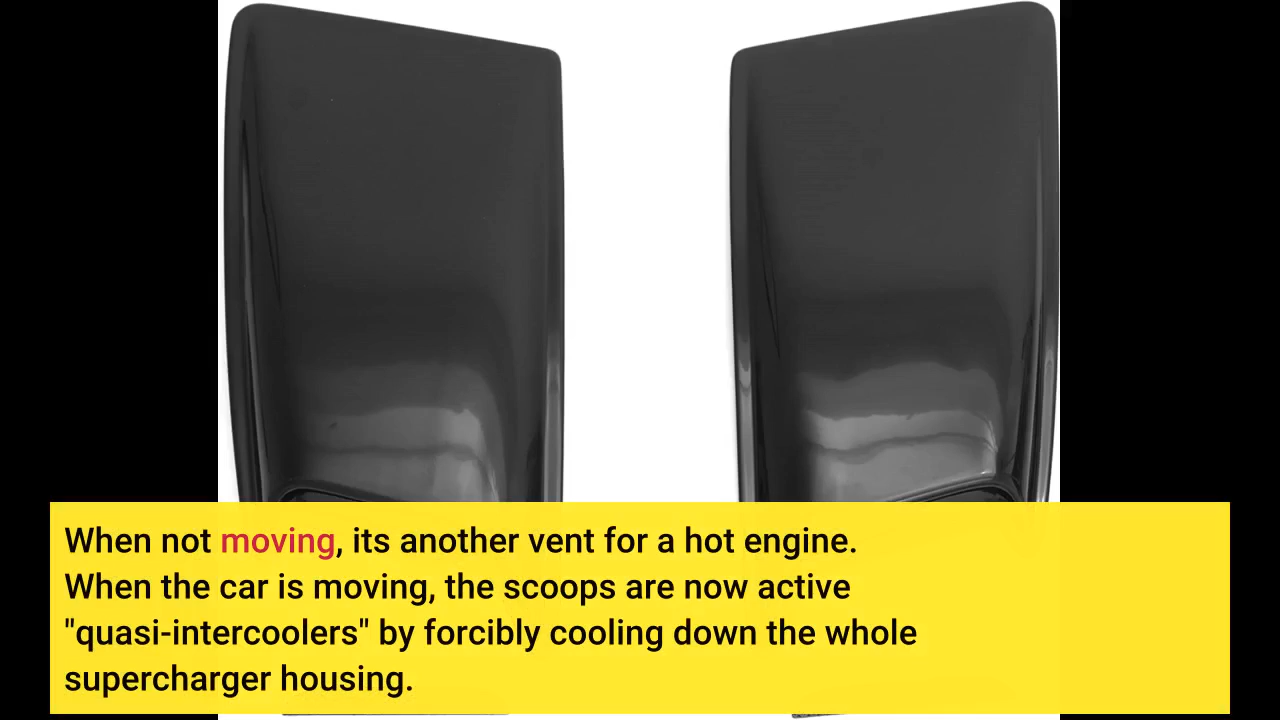 When not moving, its another vent for a hot engine.
When the car is moving, the scoops are now active
"quasi-intercoolers" by forcibly cooling down the whole
supercharger housing.